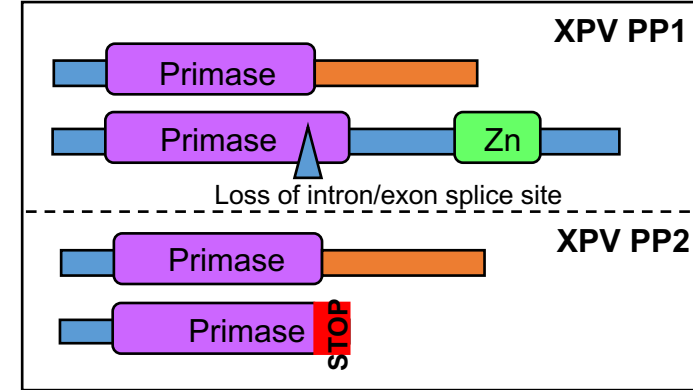 XPV PP1
Primase
Primase
Zn
Loss of intron/exon splice site
XPV PP2
Primase
Primase
STOP